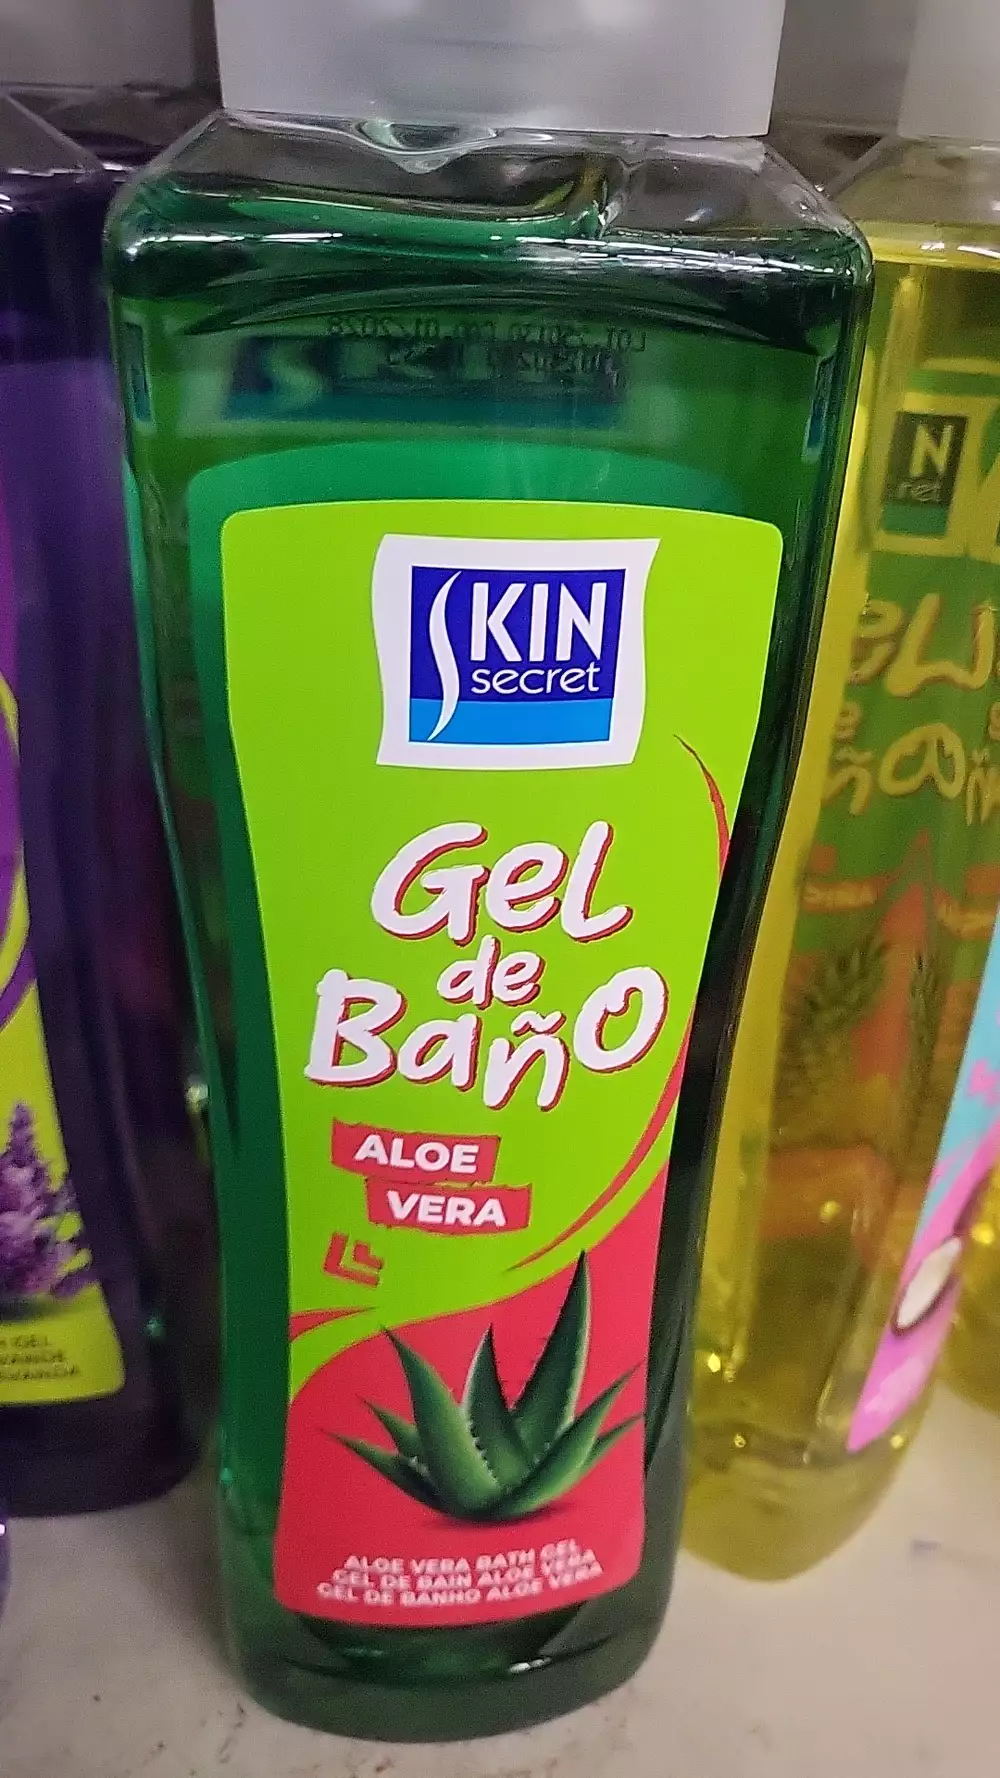 SKIN
secret
Gel
de
Baño
ALOE
VERA
ALOE VERA BATH GEL
GEL DE BAIN ALOE VERA
GEL DE BANHO ALOE VERA